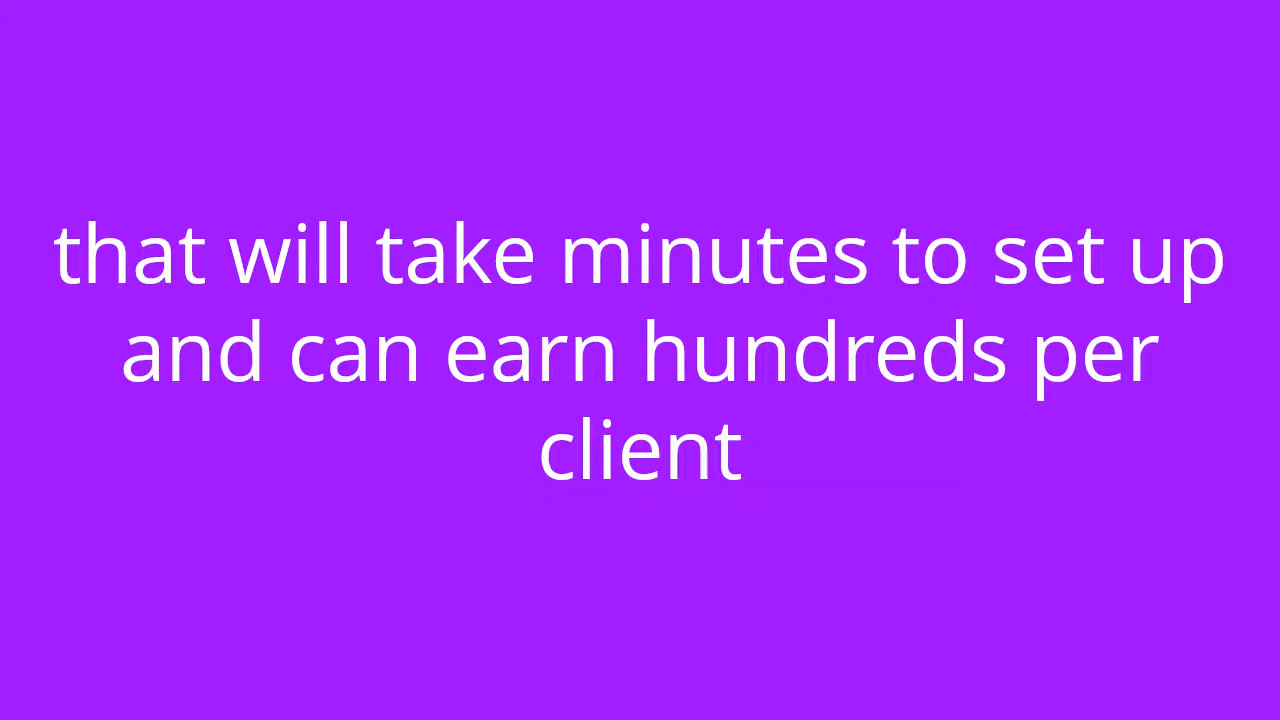 that will take minutes to set up
and can earn hundreds per
client